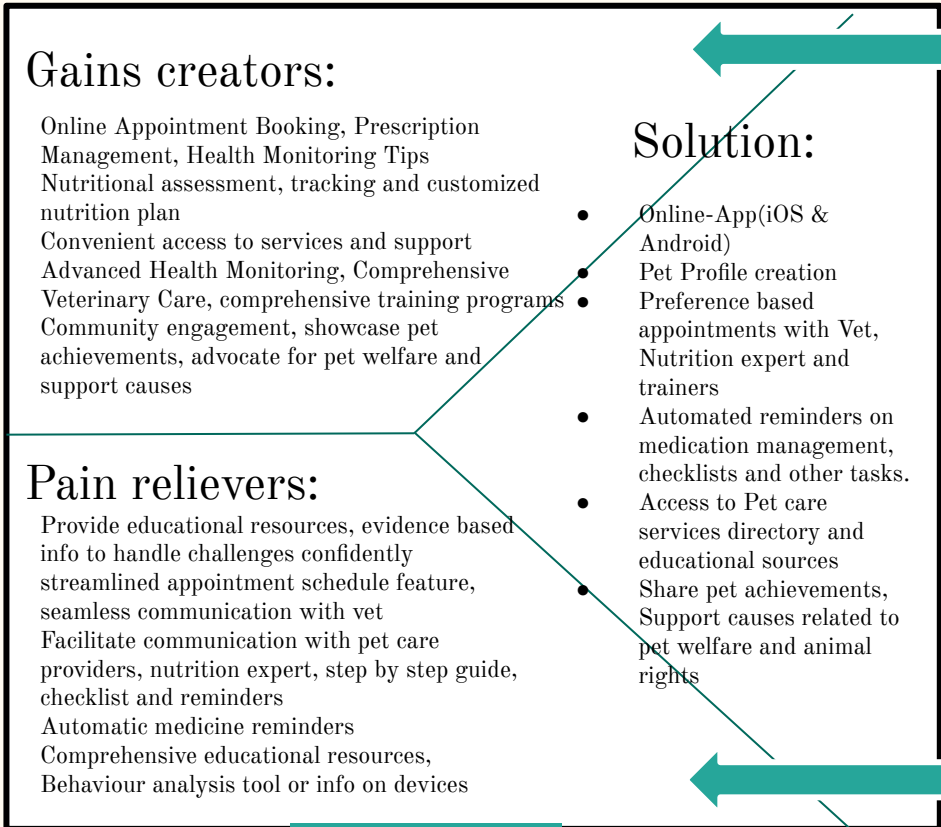 Gains creators:
Online Appointment Booking, Prescription
Management, Health Monitoring Tips
Nutritional assessment, tracking and customized
nutrition plan
Convenient access to services and support
Advanced Health Monitoring, Comprehensive
Veterinary Care, comprehensive training programs
Community engagement, showcase pet
achievements, advocate for pet welfare and
support causes
Pain relievers:
Provide educational resources, evidence based
info to handle challenges confidently
streamlined appointment schedule feature,
seamless communication with vet
Facilitate communication with pet care
providers, nutrition expert, step by step guide,
checklist and reminders
Automatic medicine reminders
Comprehensive educational resources,
Behaviour analysis tool or info on devices
Solution:
● Online-App(iOS &
Android)
● Pet Profile creation
● Preference based
appointments with Vet,
Nutrition expert and
trainers
● Automated reminders on
medication management,
checklists and other tasks.
● Access to Pet care
services directory and
educational sources
● Share pet achievements,
Support causes related to
pet welfare and animal
rights